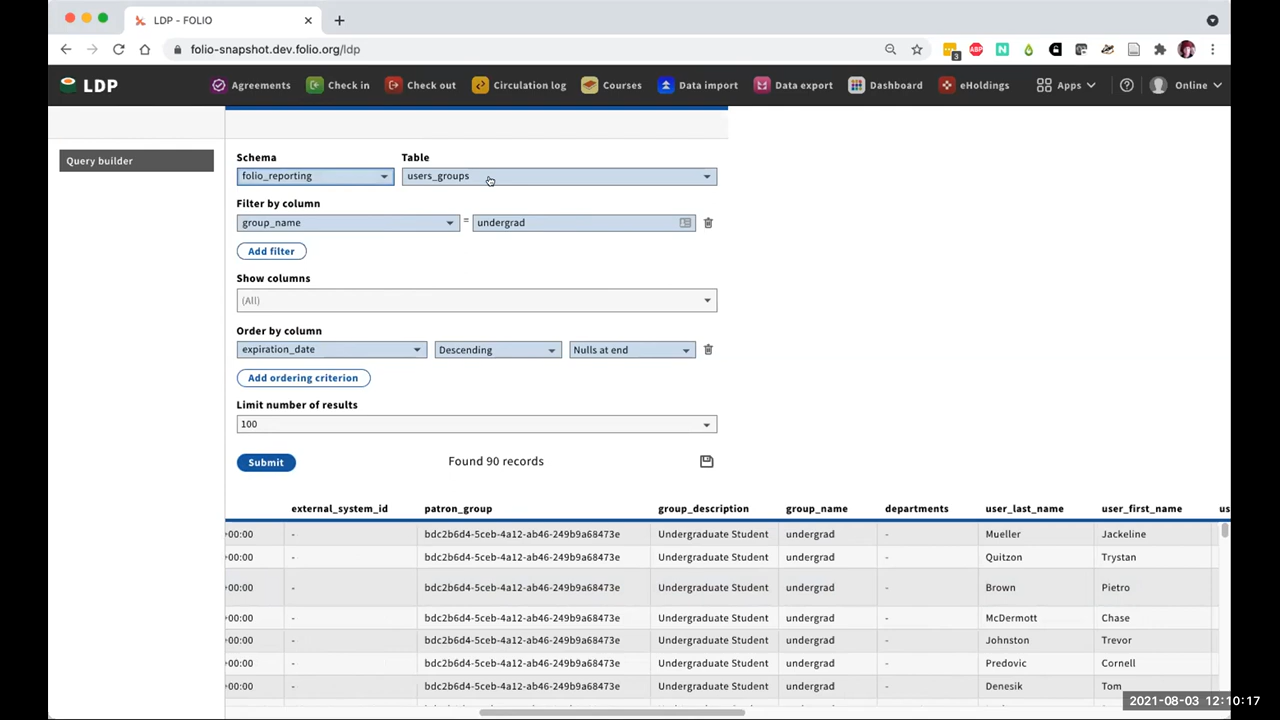 LDP - FOLIO
folio-snapshot.dev.folio.org/ldp
3
ABP
N
LDP
Agreements
Check in
Check out
Circulation log
Courses
Data import
Data export
Dashboard
eHoldings
Apps
Online
Query builder
Schema
Table
folio_reporting
users_groups
Filter by column
group_name
=
undergrad
Add filter
Show columns
(All)
Order by column
expiration_date
Descending
Nulls at end
Add ordering criterion
Limit number of results
100
Submit
Found 90 records
external_system_id patron_group group_description group_name departments user_last_name user_first_name
+00:00 - bdc2b6d4-5ceb-4a12-ab46-249b9a68473e Undergraduate Student undergrad - Mueller Jackeline
+00:00 - bdc2b6d4-5ceb-4a12-ab46-249b9a68473e Undergraduate Student undergrad - Quitzon Trystan
+00:00 - bdc2b6d4-5ceb-4a12-ab46-249b9a68473e Undergraduate Student undergrad - Brown Pietro
+00:00 - bdc2b6d4-5ceb-4a12-ab46-249b9a68473e Undergraduate Student undergrad - McDermott Chase
+00:00 - bdc2b6d4-5ceb-4a12-ab46-249b9a68473e Undergraduate Student undergrad - Johnston Trevor
+00:00 - bdc2b6d4-5ceb-4a12-ab46-249b9a68473e Undergraduate Student undergrad - Predovic Cornell
+00:00 - bdc2b6d4-5ceb-4a12-ab46-249b9a68473e Undergraduate Student undergrad - Denesik Tom
2021-08-03 12:10:17